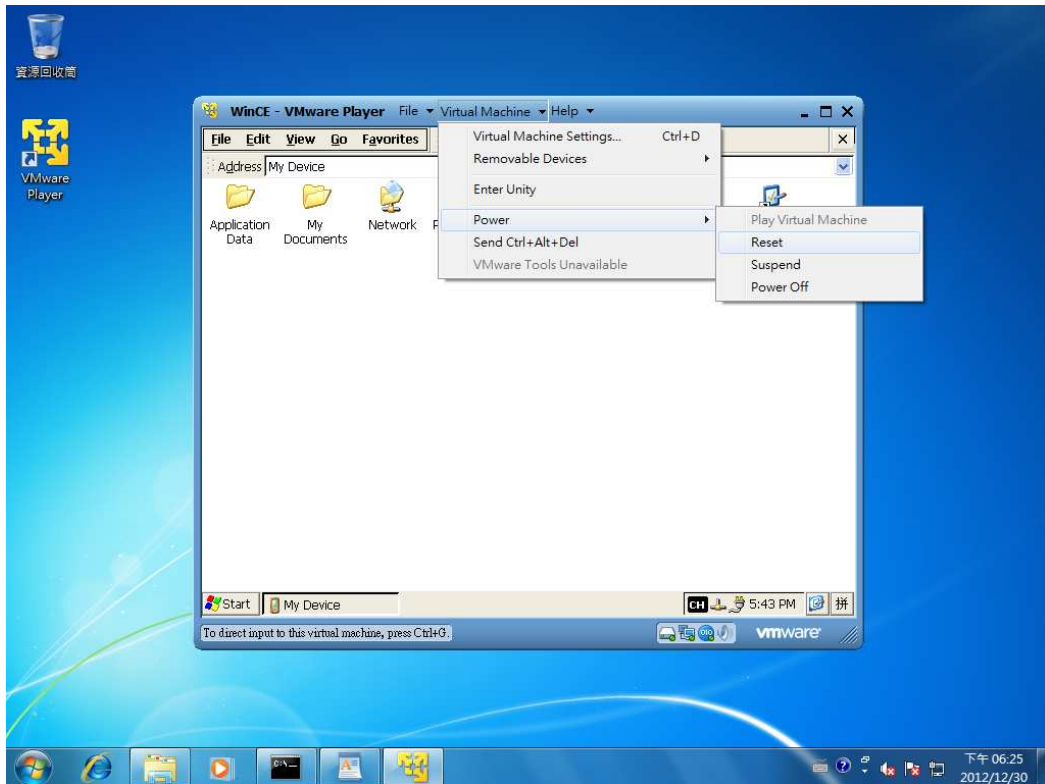 資源回收筒
VMware
Player
WinCE - VMware Player File Virtual Machine Help
File Edit View Go Favorites
Address My Device
Application
Data
My
Documents
Network
Virtual Machine Settings... Ctrl+D
Removable Devices
Enter Unity
Power
Send Ctrl+Alt+Del
VMware Tools Unavailable
Play Virtual Machine
Reset
Suspend
Power Off
Start My Device CH 5:43 PM 拼
To direct input to this virtual machine, press Ctrl+G.
vmware
下午 06:25
2012/12/30